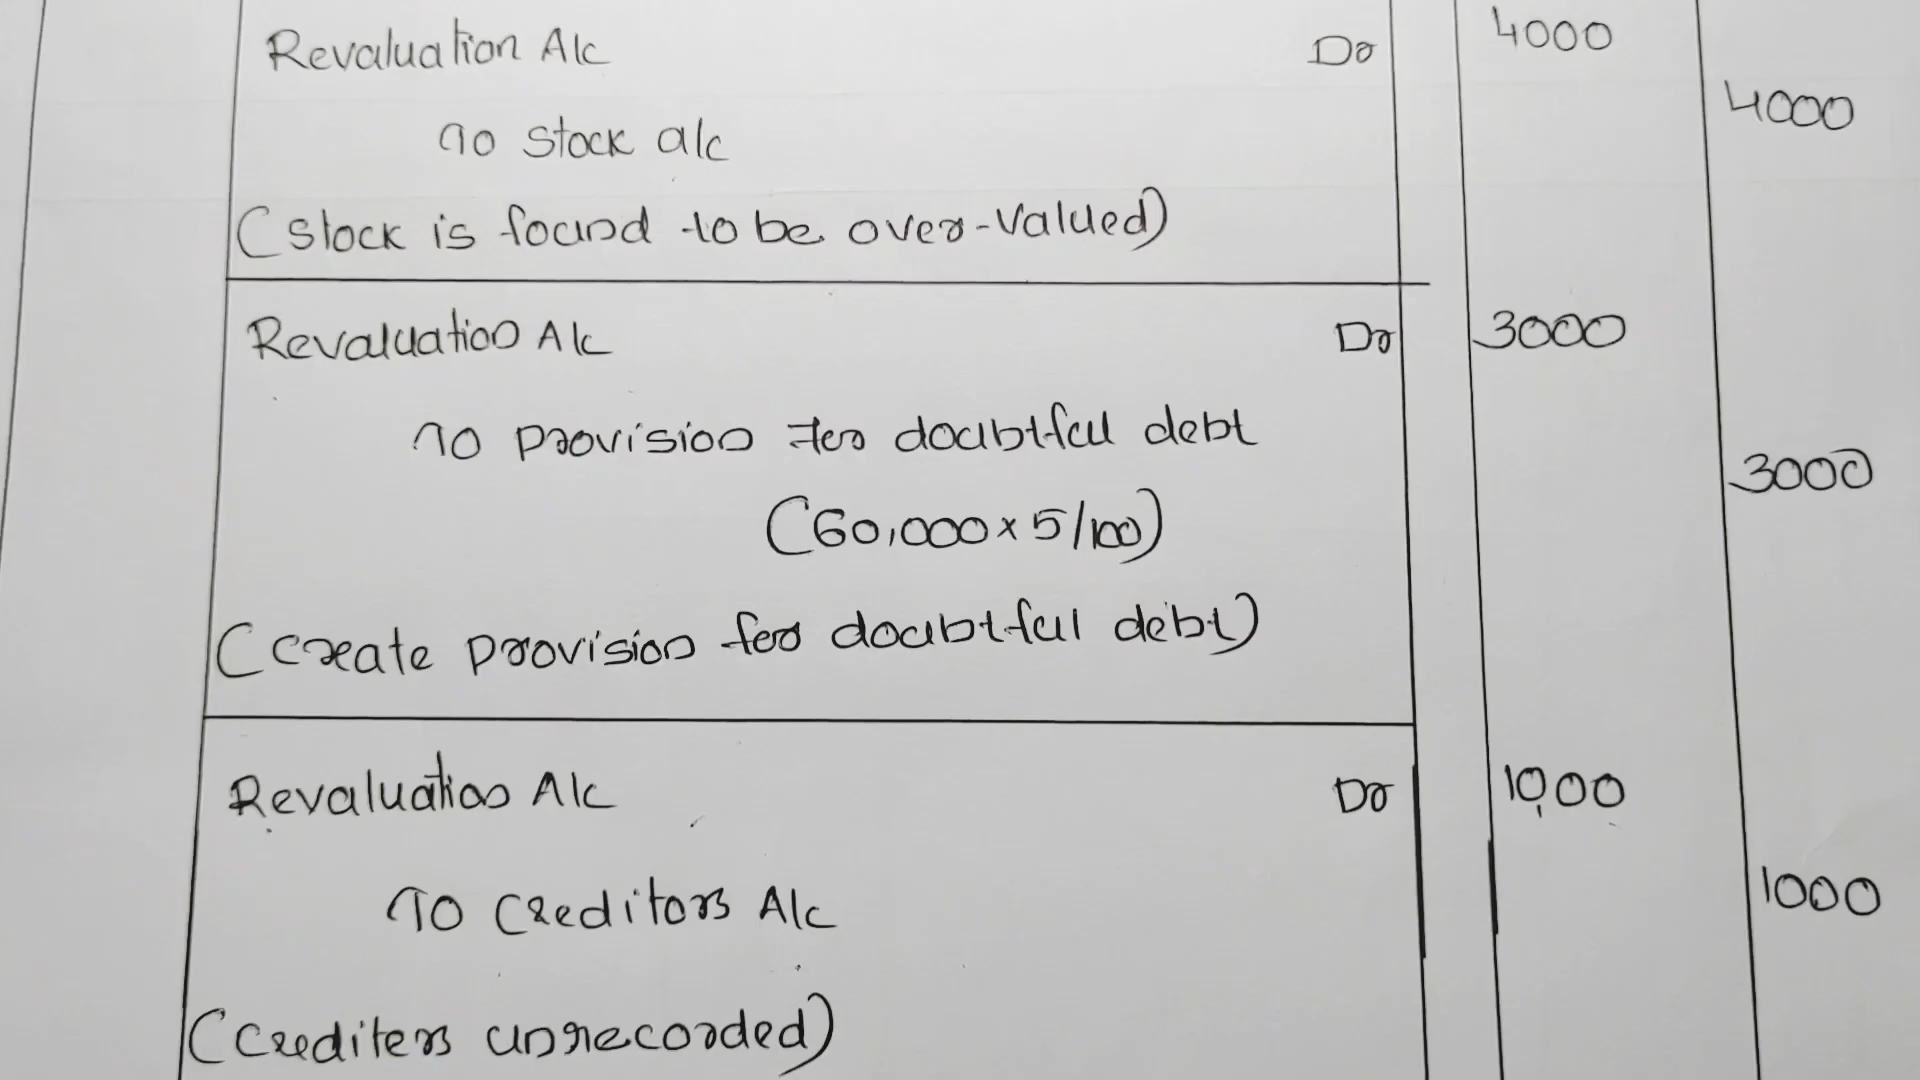 Revaluation A/c Dr 4000
To Stock a/c 4000
(Stock is found to be over-valued)
Revaluation A/c Dr 3000
To provision for doubtful debt 3000
(60,000 x 5/100)
(create provision for doubtful debt)
Revaluation A/c Dr 1000
To Creditors A/c 1000
(crediters unrecorded)